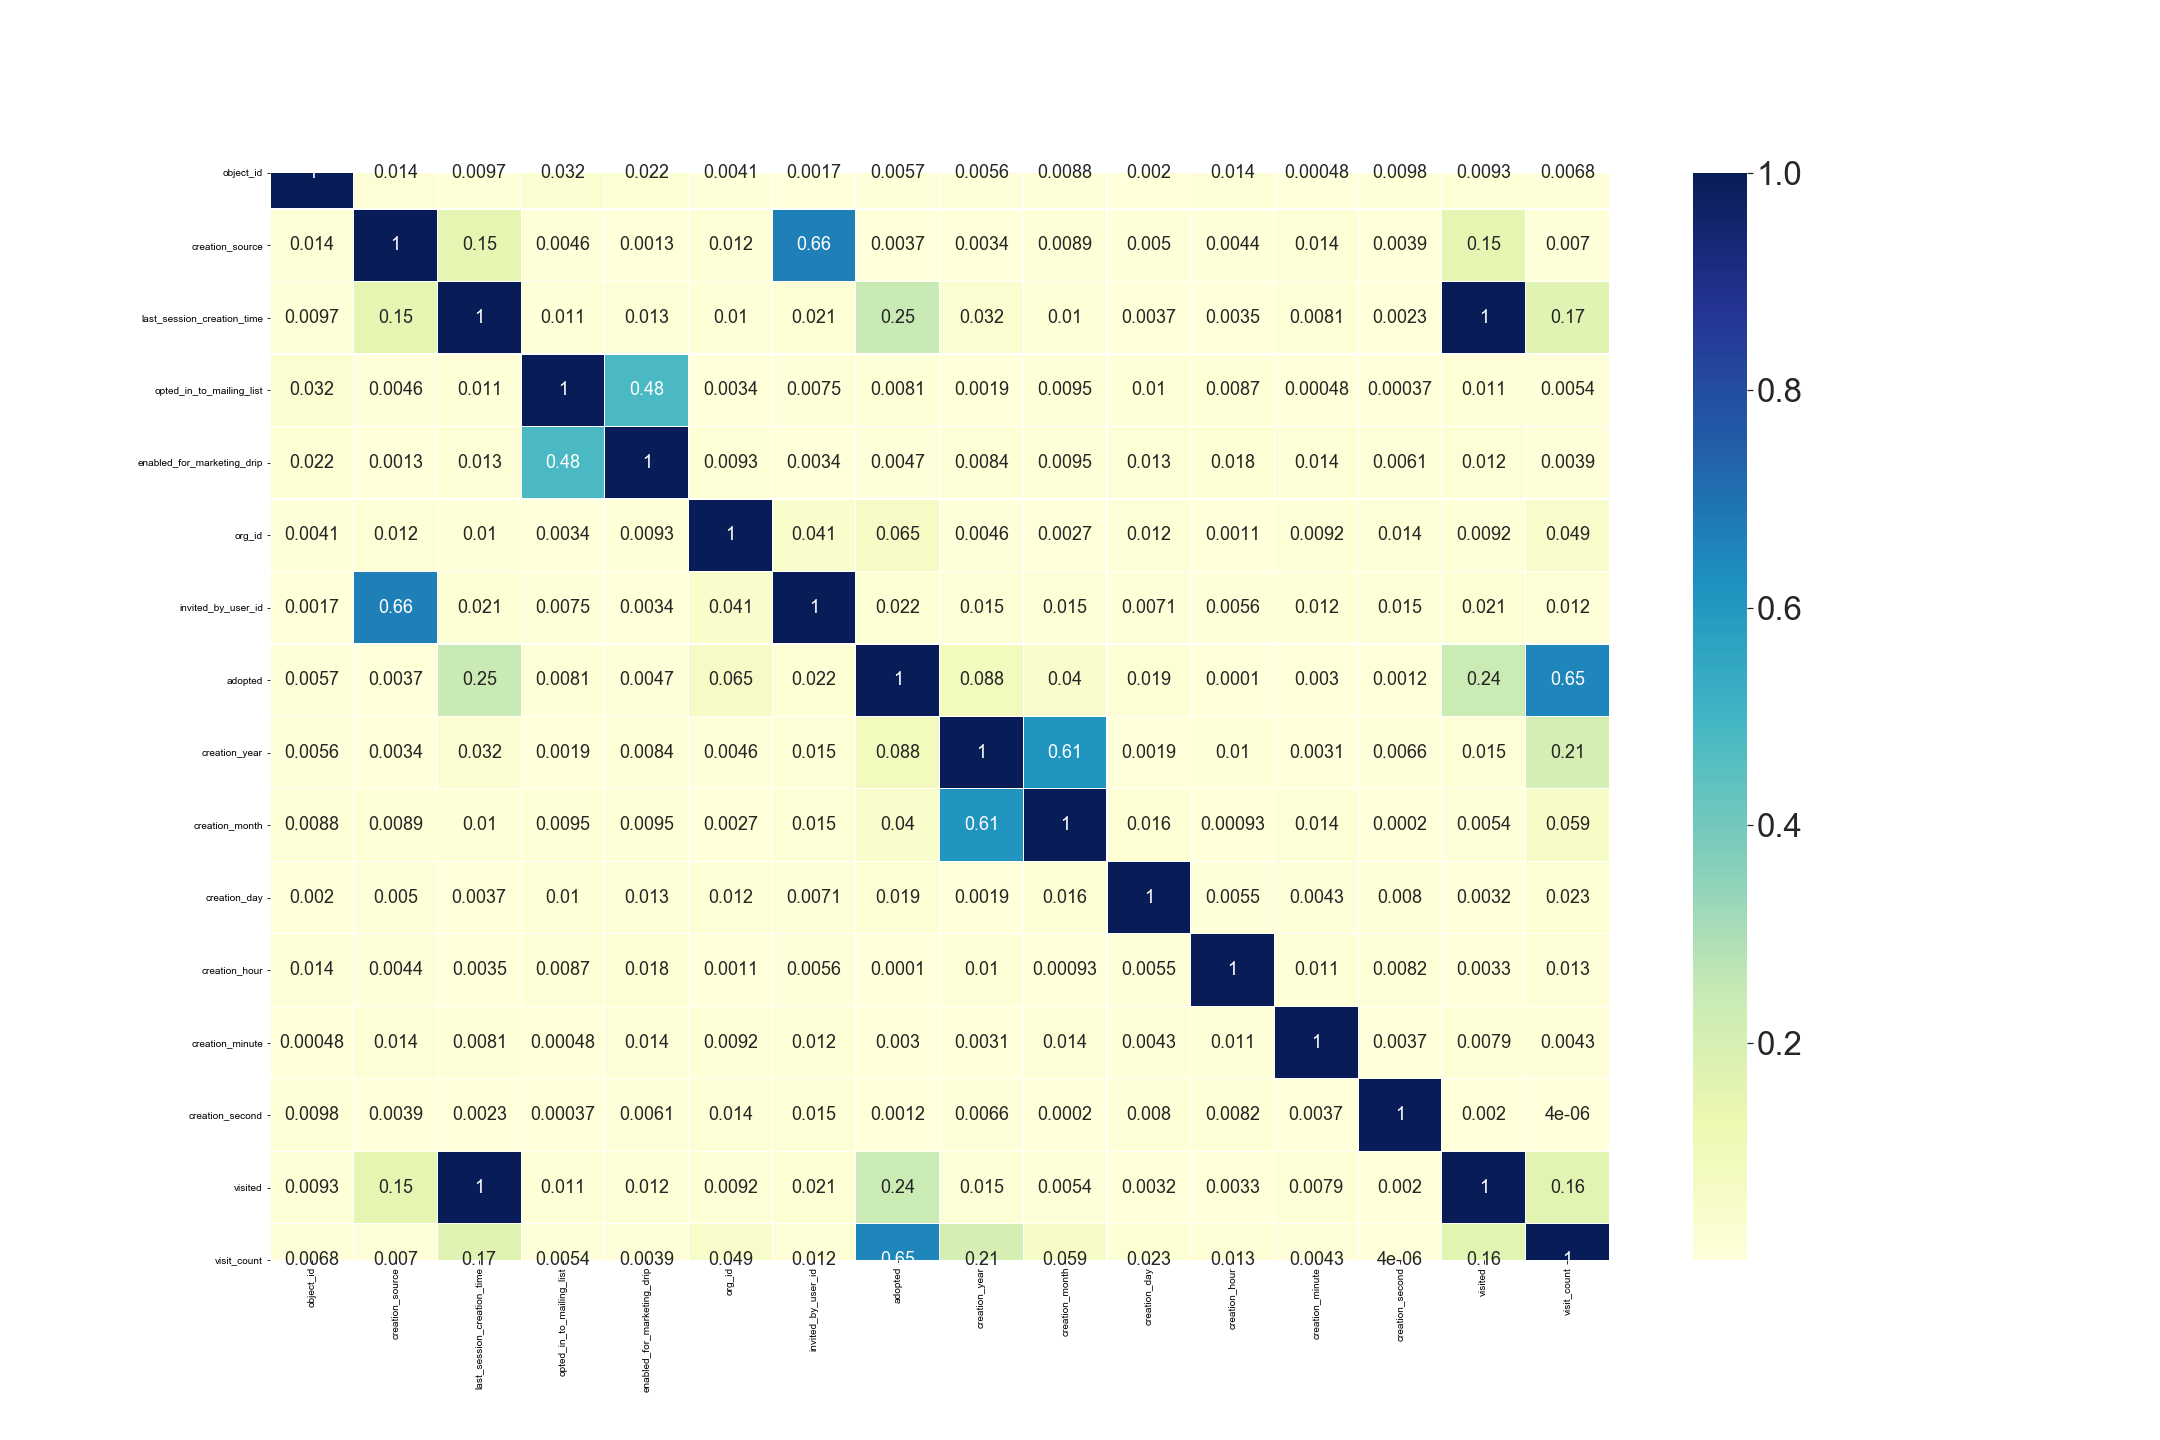 object_id 1 0.014 0.0097 0.032 0.022 0.0041 0.0017 0.0057 0.0056 0.0088 0.002 0.014 0.00048 0.0098 0.0093 0.0068 1.0
creation_source 0.014 1 0.15 0.0046 0.0013 0.012 0.66 0.0037 0.0034 0.0089 0.005 0.0044 0.014 0.0039 0.15 0.007
last_session_creation_time 0.0097 0.15 1 0.011 0.013 0.01 0.021 0.25 0.032 0.01 0.0037 0.0035 0.0081 0.0023 1 0.17
opted_in_to_mailing_list 0.032 0.0046 0.011 1 0.48 0.0034 0.0075 0.0081 0.0019 0.0095 0.01 0.0087 0.00048 0.00037 0.011 0.0054 0.8
enabled_for_marketing_drip 0.022 0.0013 0.013 0.48 1 0.0093 0.0034 0.0047 0.0084 0.0095 0.013 0.018 0.014 0.0061 0.012 0.0039
org_id 0.0041 0.012 0.01 0.0034 0.0093 1 0.041 0.065 0.0046 0.0027 0.012 0.0011 0.0092 0.014 0.0092 0.049
invited_by_user_id 0.0017 0.66 0.021 0.0075 0.0034 0.041 1 0.022 0.015 0.015 0.0071 0.0056 0.012 0.015 0.021 0.012 0.6
adopted 0.0057 0.0037 0.25 0.0081 0.0047 0.065 0.022 1 0.088 0.04 0.019 0.0001 0.003 0.0012 0.24 0.65
creation_year 0.0056 0.0034 0.032 0.0019 0.0084 0.0046 0.015 0.088 1 0.61 0.0019 0.01 0.0031 0.0066 0.015 0.21
creation_month 0.0088 0.0089 0.01 0.0095 0.0095 0.0027 0.015 0.04 0.61 1 0.016 0.00093 0.014 0.0002 0.0054 0.059 0.4
creation_day 0.002 0.005 0.0037 0.01 0.013 0.012 0.0071 0.019 0.0019 0.016 1 0.0055 0.0043 0.008 0.0032 0.023
creation_hour 0.014 0.0044 0.0035 0.0087 0.018 0.0011 0.0056 0.0001 0.01 0.00093 0.0055 1 0.011 0.0082 0.0033 0.013
creation_minute 0.00048 0.014 0.0081 0.00048 0.014 0.0092 0.012 0.003 0.0031 0.014 0.0043 0.011 1 0.0037 0.0079 0.0043 0.2
creation_second 0.0098 0.0039 0.0023 0.00037 0.0061 0.014 0.015 0.0012 0.0066 0.0002 0.008 0.0082 0.0037 1 0.002 4e-06
visited 0.0093 0.15 1 0.011 0.012 0.0092 0.021 0.24 0.015 0.0054 0.0032 0.0033 0.0079 0.002 1 0.16
visit_count 0.0068 0.007 0.17 0.0054 0.0039 0.049 0.012 0.65 0.21 0.059 0.023 0.013 0.0043 4e-06 0.16 1
object_id
creation_source
last_session_creation_time
opted_in_to_mailing_list
enabled_for_marketing_drip
org_id
invited_by_user_id
adopted
creation_year
creation_month
creation_day
creation_hour
creation_minute
creation_second
visited
visit_count